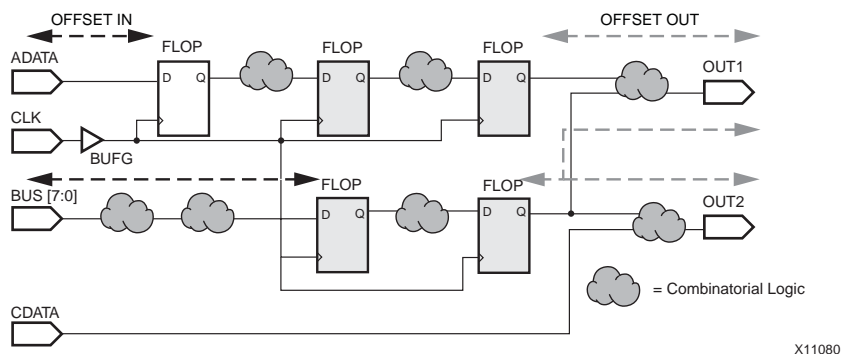 OFFSET IN
OFFSET OUT
FLOP
FLOP
FLOP
ADATA
D Q
D Q
D Q
OUT1
CLK
BUFG
BUS [7:0]
FLOP
FLOP
D Q
D Q
OUT2
= Combinatorial Logic
CDATA
X11080